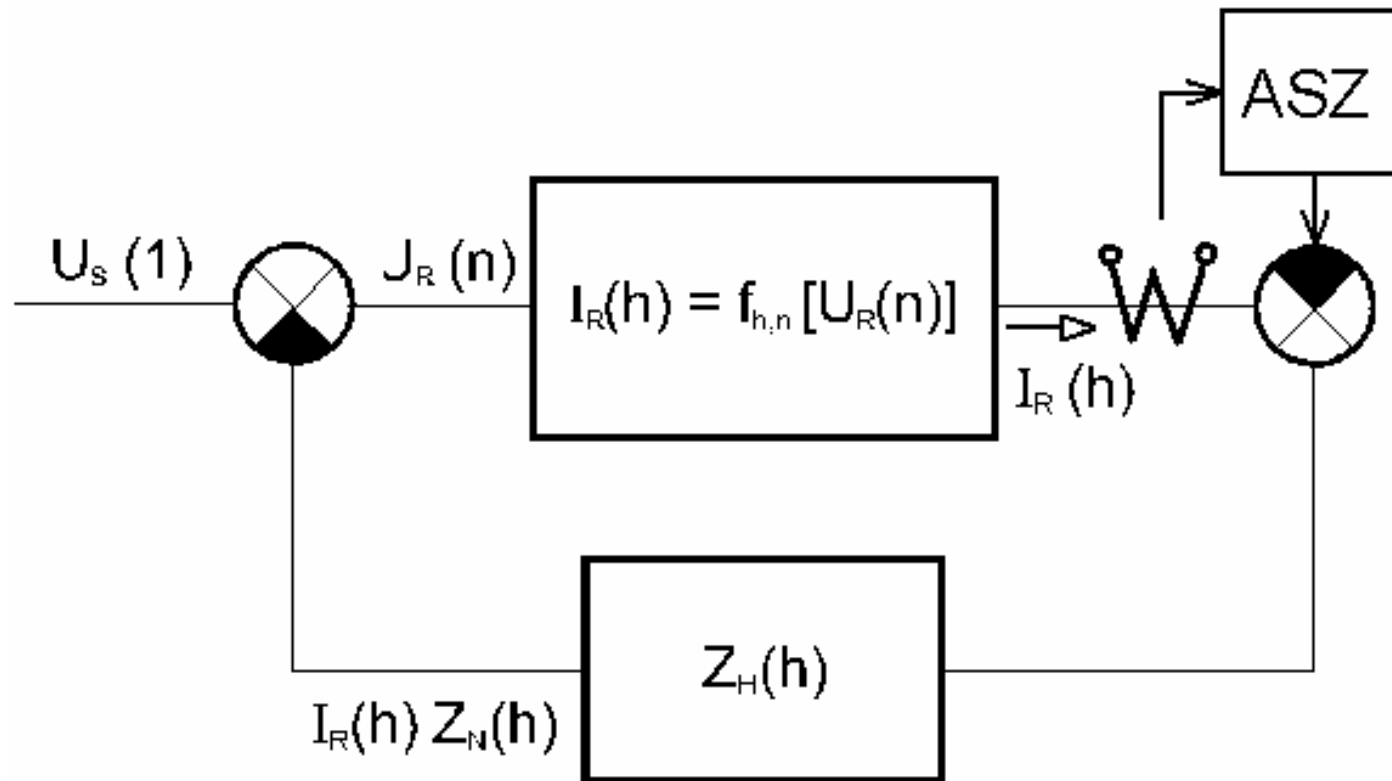 ASZ
U_S (1)
J_R (n)
I_R(h) = f_h,n [U_R(n)]
I_R (h)
Z_H(h)
I_R(h) Z_N(h)